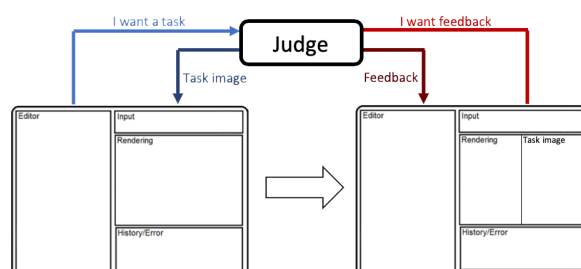 I want a task
Judge
I want feedback
Task image
Feedback
Editor
Input
Rendering
History/Error
Editor
Input
Rendering
Task image
History/Error